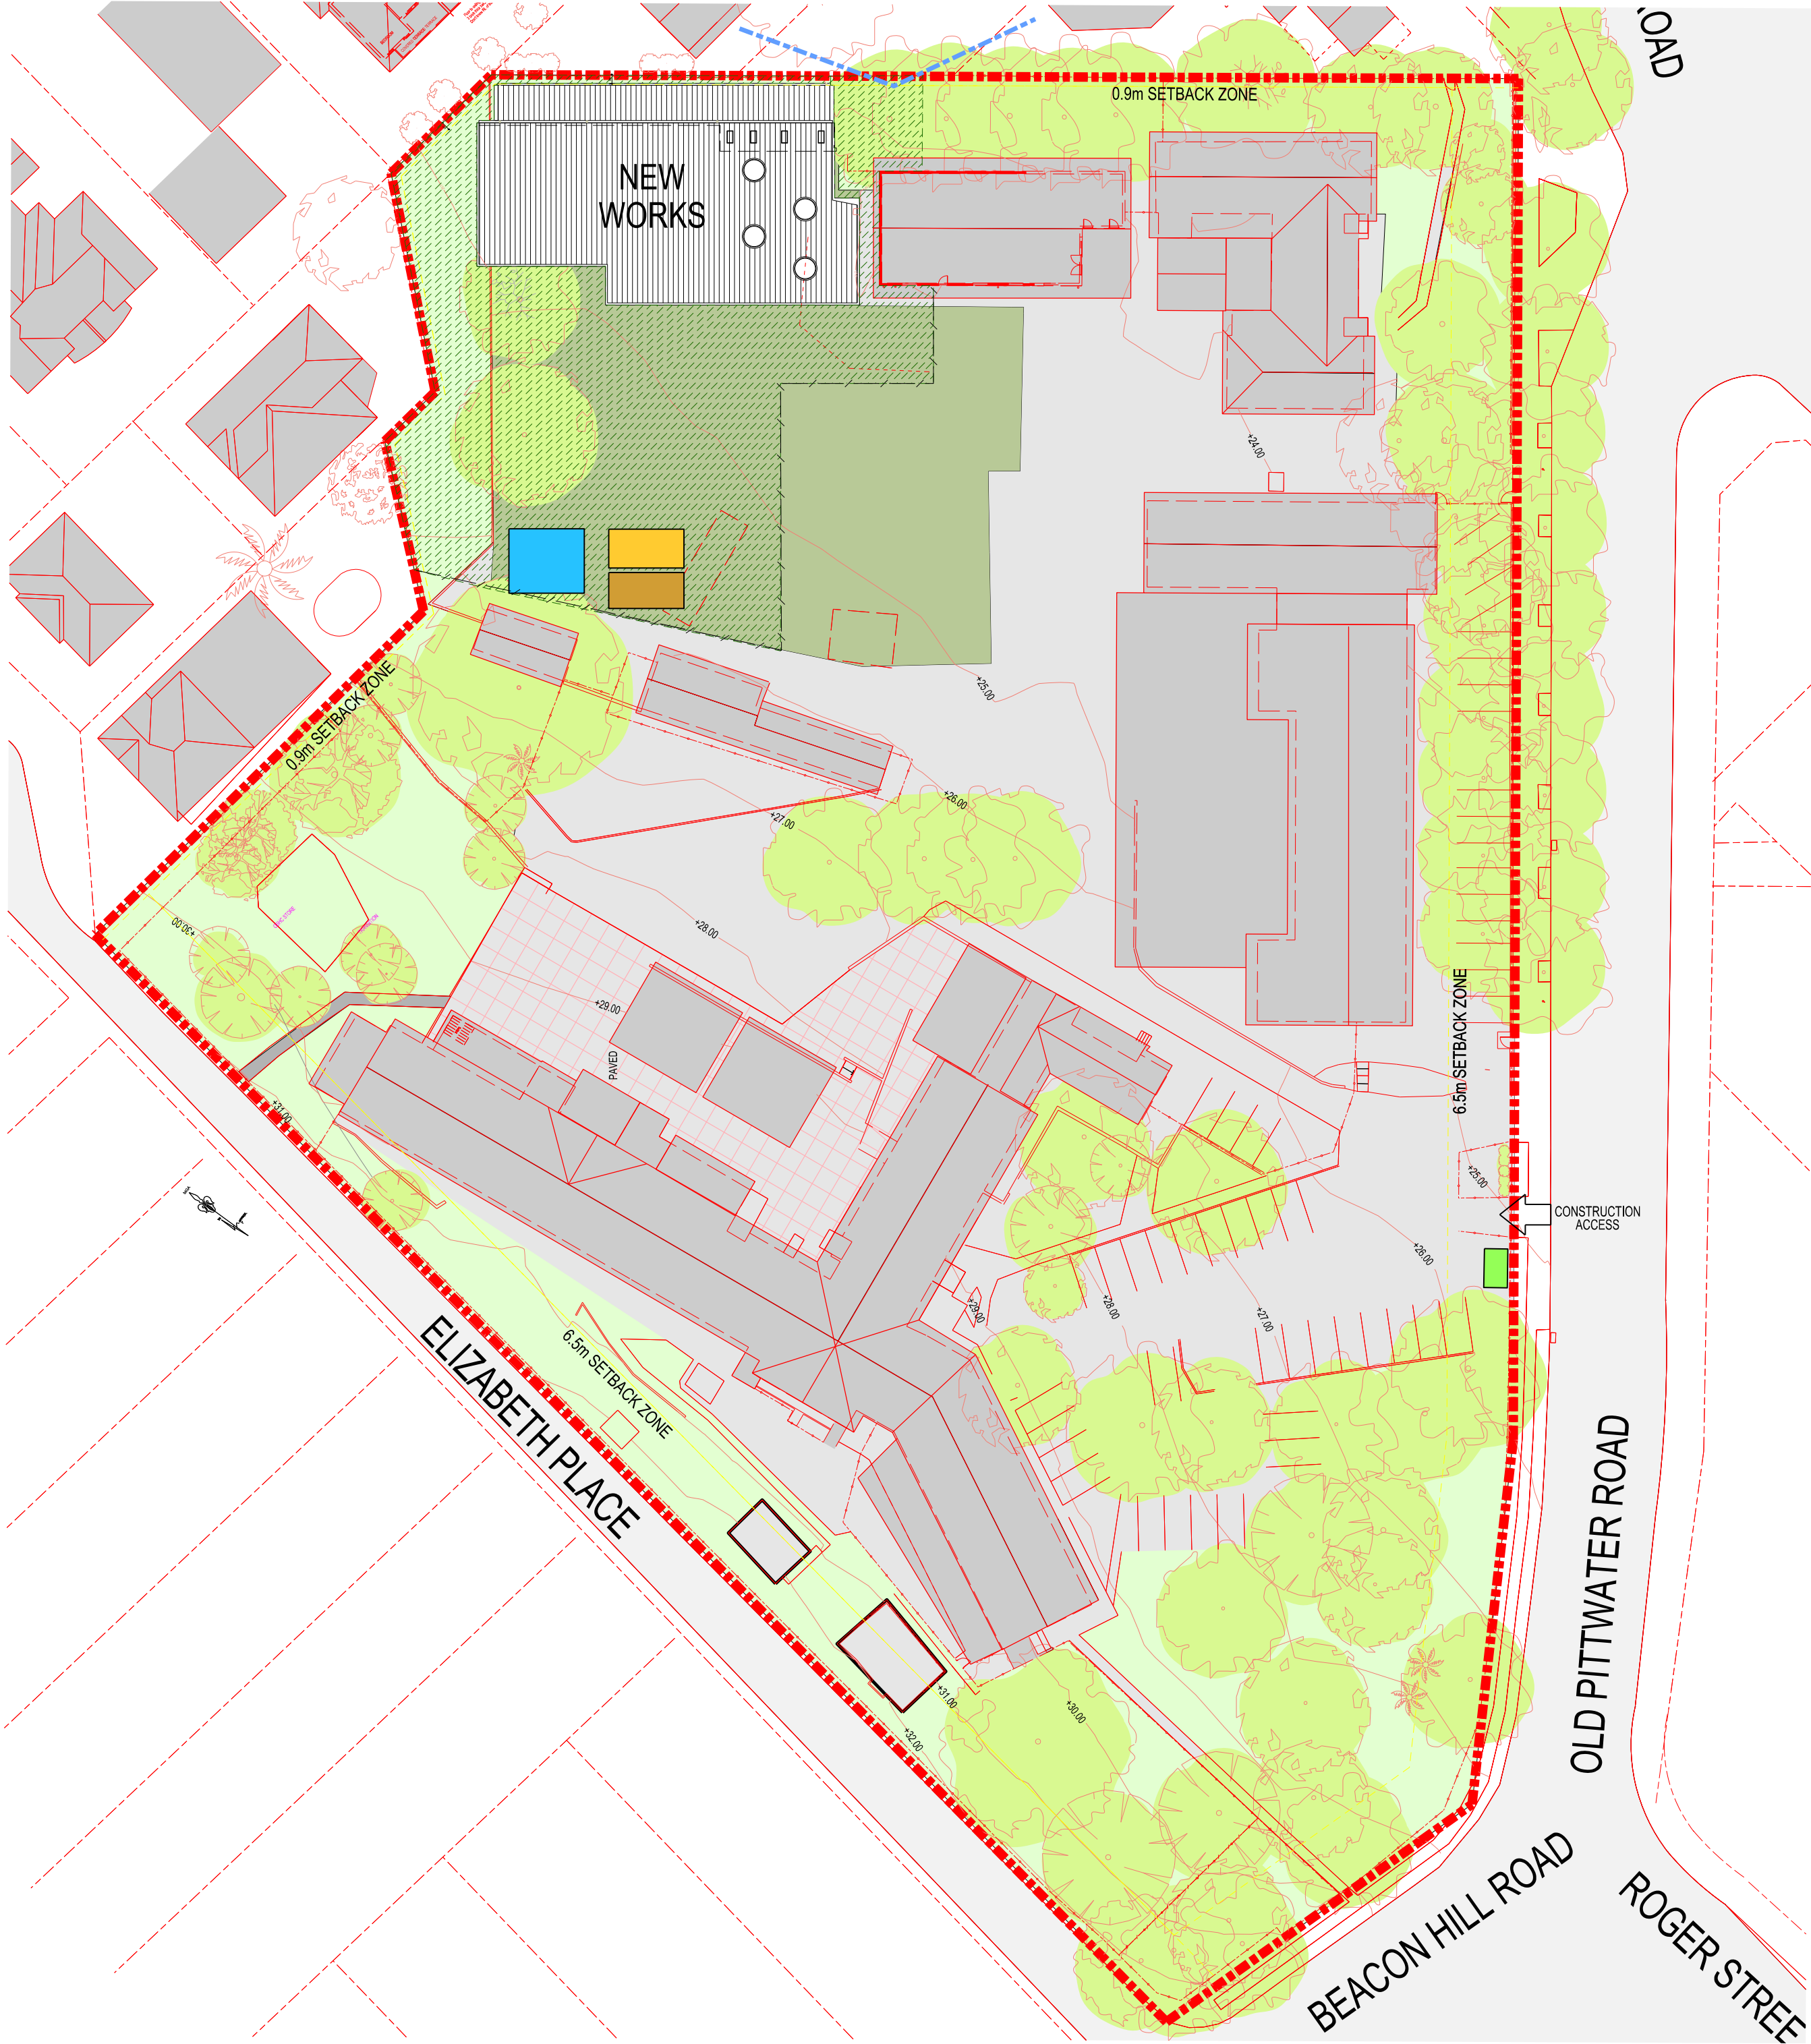 OAD
0.9m SETBACK ZONE
NEW
WORKS
+24.00
+25.00
0.9m SETBACK ZONE
+26.00
+27.00
+28.00
+30.00
+29.00
PAVED
6.5m SETBACK ZONE
+31.00
+25.00
CONSTRUCTION
ACCESS
+26.00
+29.00
+28.00
+27.00
6.5m SETBACK ZONE
ELIZABETH PLACE
OLD PITTWATER ROAD
+31.00
+30.00
+32.00
BEACON HILL ROAD
ROGER STREE